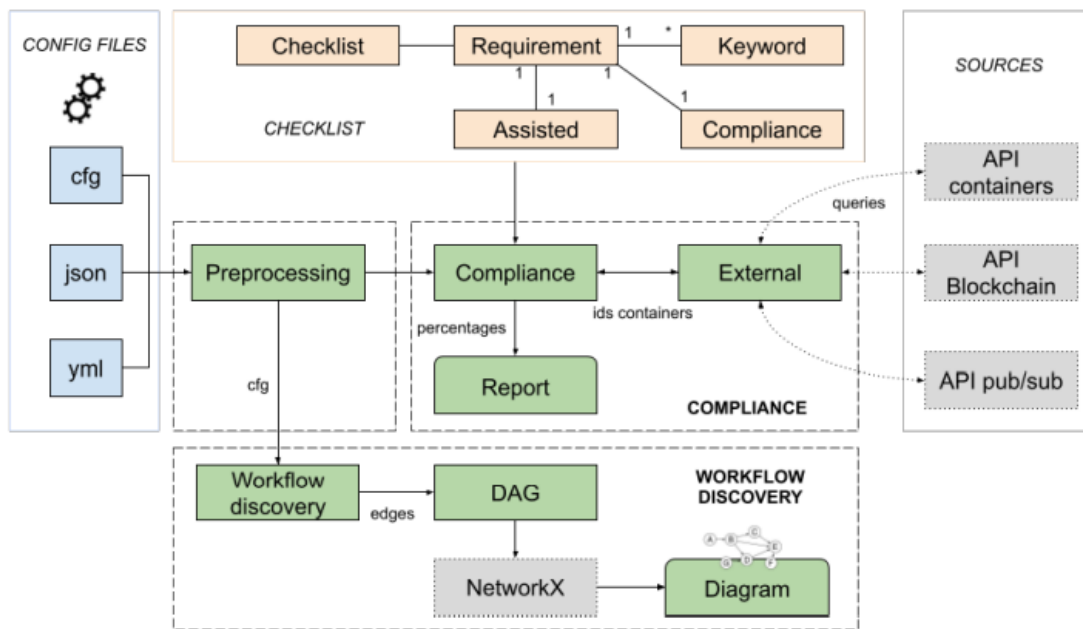 CONFIG FILES
cfg
json
yml
Checklist
Requirement
1
*
Keyword
1
1
1
1
CHECKLIST
Assisted
Compliance
SOURCES
API
containers
API
Blockchain
API pub/sub
queries
Preprocessing
Compliance
External
ids containers
percentages
Report
COMPLIANCE
cfg
Workflow
discovery
edges
DAG
WORKFLOW
DISCOVERY
NetworkX
A
B
C
E
G
D
F
Diagram